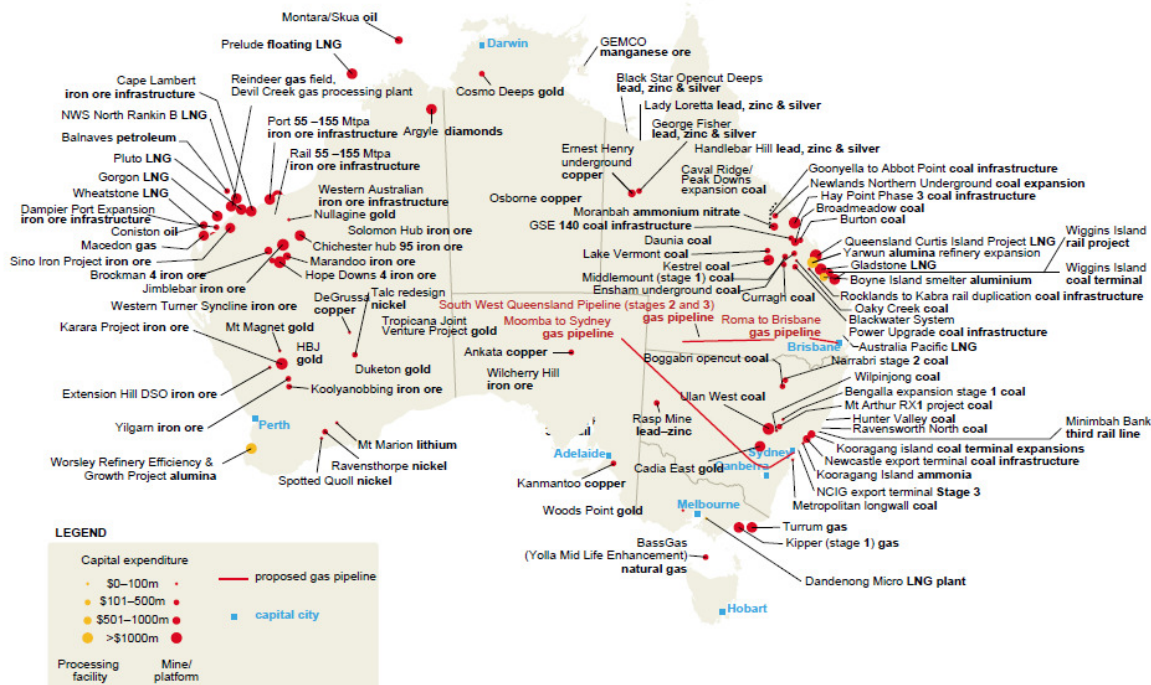 Montara/Skua oil
Prelude floating LNG
Cape Lambert
iron ore infrastructure
NWS North Rankin B LNG
Balnaves petroleum
Pluto LNG
Gorgon LNG
Wheatstone LNG
Dampier Port Expansion
iron ore infrastructure
Coniston oil
Macedon gas
Sino Iron Project iron ore
Brockman 4 iron ore
Jimblebar iron ore
Western Turner Syncline iron ore
Karara Project iron ore
Mt Magnet gold
HBJ
gold
Extension Hill DSO iron ore
Yilgarn iron ore
Perth
Worsley Refinery Efficiency &
Growth Project alumina
Reindeer gas field,
Devil Creek gas processing plant
Port 55 –155 Mtpa
iron ore infrastructure
Rail 55 –155 Mtpa
iron ore infrastructure
Western Australian
iron ore infrastructure
Nullagine gold
Solomon Hub iron ore
Chichester hub 95 iron ore
Marandoo iron ore
Hope Downs 4 iron ore
DeGrussa
copper
Talc redesign
nickel
Tropicana Joint
Venture Project gold
Duketon gold
Koolyanobbing iron ore
Mt Marion lithium
Ravensthorpe nickel
Spotted Quoll nickel
Darwin
Cosmo Deeps gold
Argyle diamonds
GEMCO
manganese ore
Black Star Opencut Deeps
lead, zinc & silver
Lady Loretta lead, zinc & silver
George Fisher
lead, zinc & silver
Handlebar Hill lead, zinc & silver
Ernest Henry
underground
copper
Osborne copper
Caval Ridge/
Peak Downs
expansion coal
Moranbah ammonium nitrate
GSE 140 coal infrastructure
Daunia coal
Lake Vermont coal
Kestrel coal
Middlemount (stage 1) coal
Ensham underground coal
Curragh coal
Goonyella to Abbot Point coal infrastructure
Newlands Northern Underground coal expansion
Hay Point Phase 3 coal infrastructure
Broadmeadow coal
Burton coal
Queensland Curtis Island Project LNG
Yarwun alumina refinery expansion
Gladstone LNG
Boyne Island smelter aluminium
Wiggins Island
rail project
Wiggins Island
coal terminal
Rocklands to Kabra rail duplication coal infrastructure
Oaky Creek coal
Blackwater System
Power Upgrade coal infrastructure
Australia Pacific LNG
South West Queensland Pipeline (stages 2 and 3)
gas pipeline
Moomba to Sydney
gas pipeline
Roma to Brisbane
gas pipeline
Brisbane
Ankata copper
Wilcherry Hill
iron ore
Boggabri opencut coal
Narrabri stage 2 coal
Wilpinjong coal
Bengalla expansion stage 1 coal
Mt Arthur RX1 project coal
Hunter Valley coal
Ravensworth North coal
Minimbah Bank
third rail line
Kooragang island coal terminal expansions
Newcastle export terminal coal infrastructure
Kooragang Island ammonia
NCIG export terminal Stage 3
Metropolitan longwall coal
Ulan West coal
Rasp Mine
lead–zinc
Cadia East gold
Sydney
Canberra
Adelaide
Kanmantoo copper
Melbourne
Woods Point gold
Turrum gas
Kipper (stage 1) gas
BassGas
(Yolla Mid Life Enhancement)
natural gas
Dandenong Micro LNG plant
Hobart
LEGEND
Capital expenditure
$0–100m
$101–500m
$501–1000m
>$1000m
Processing
facility
Mine/
platform
proposed gas pipeline
capital city